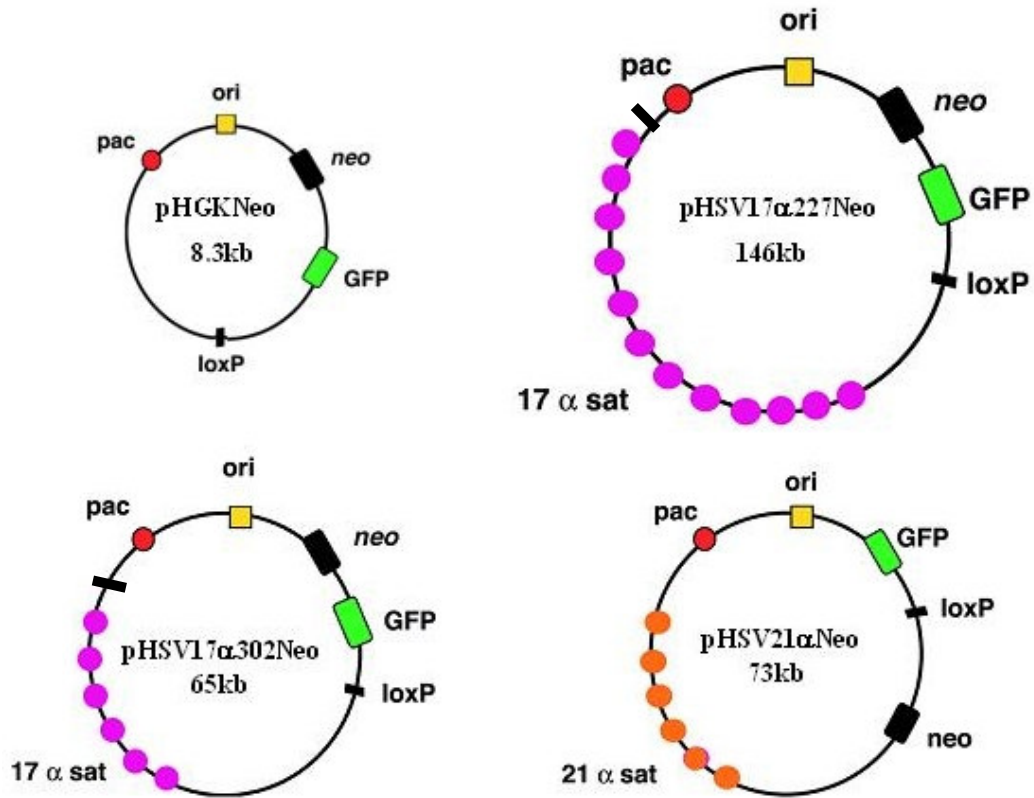 ori
pac
neo
pHGKNeo
8.3kb
GFP
loxP
ori
pac
neo
pHSV17α227Neo
146kb
GFP
loxP
17 α sat
ori
pac
neo
GFP
pHSV17α302Neo
65kb
loxP
17 α sat
ori
pac
GFP
loxP
pHSV21αNeo
73kb
neo
21 α sat